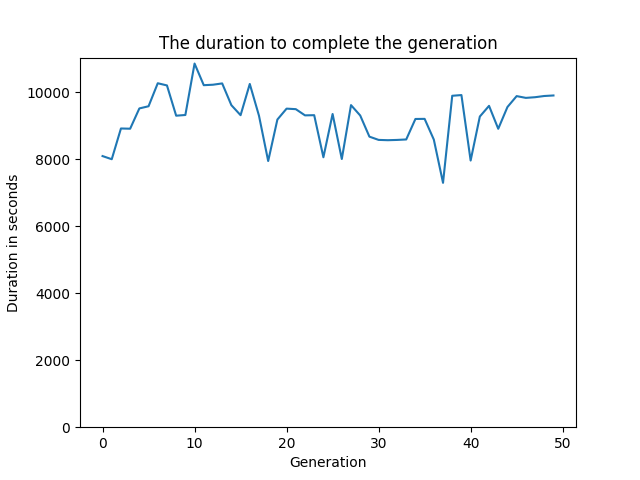 The duration to complete the generation
10000
8000
6000
4000
2000
0
Duration in seconds
0 10 20 30 40 50
Generation